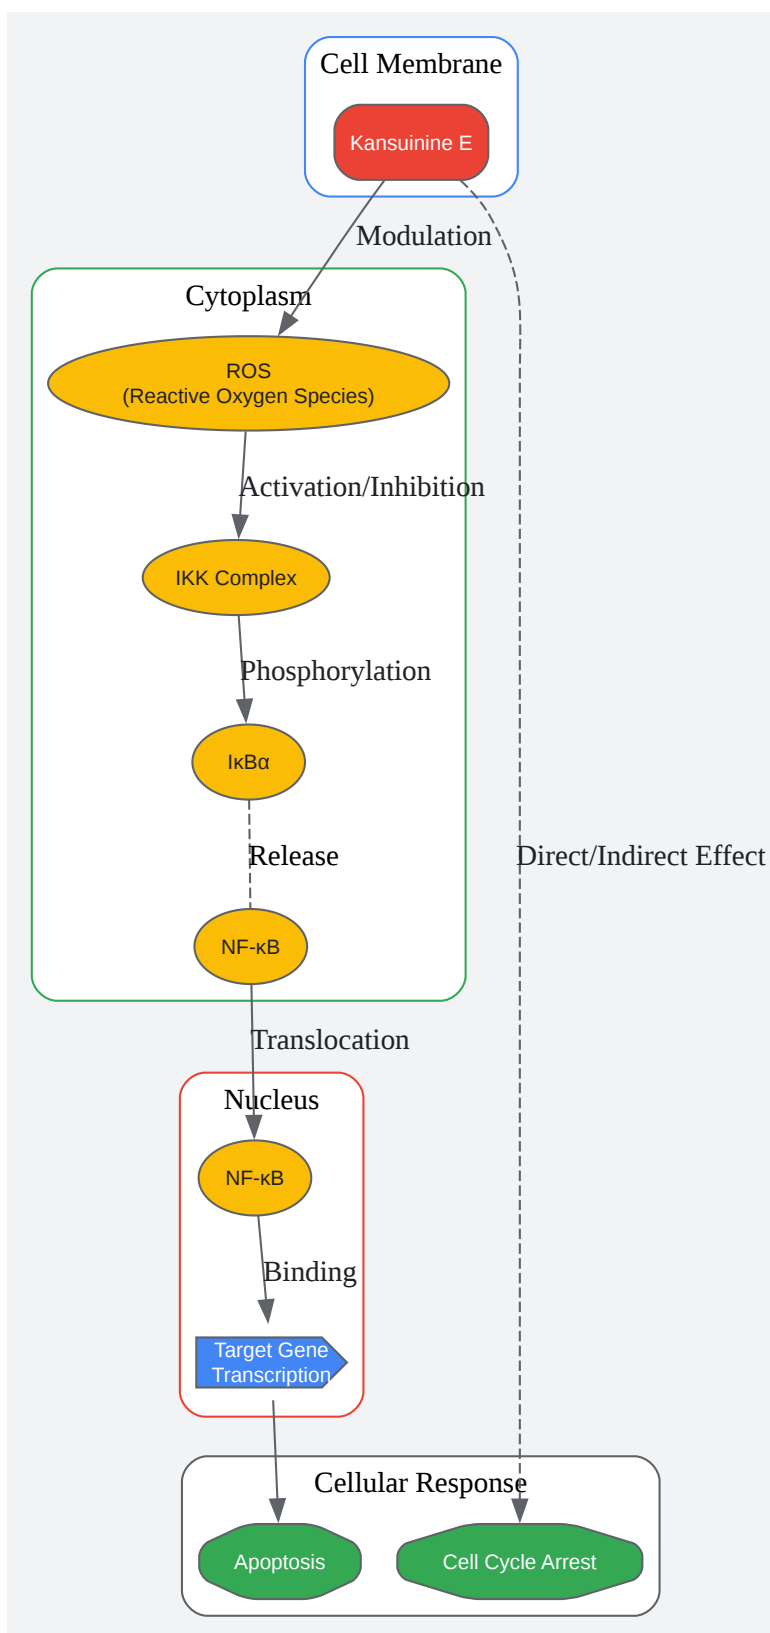 Cell Membrane
Kansuinine E
Modulation
Cytoplasm
ROS
(Reactive Oxygen Species)
Activation/Inhibition
IKK Complex
Phosphorylation
IκBα
Release
Direct/Indirect Effect
NF-κB
Translocation
Nucleus
NF-κB
Binding
Target Gene
Transcription
Cellular Response
Apoptosis
Cell Cycle Arrest